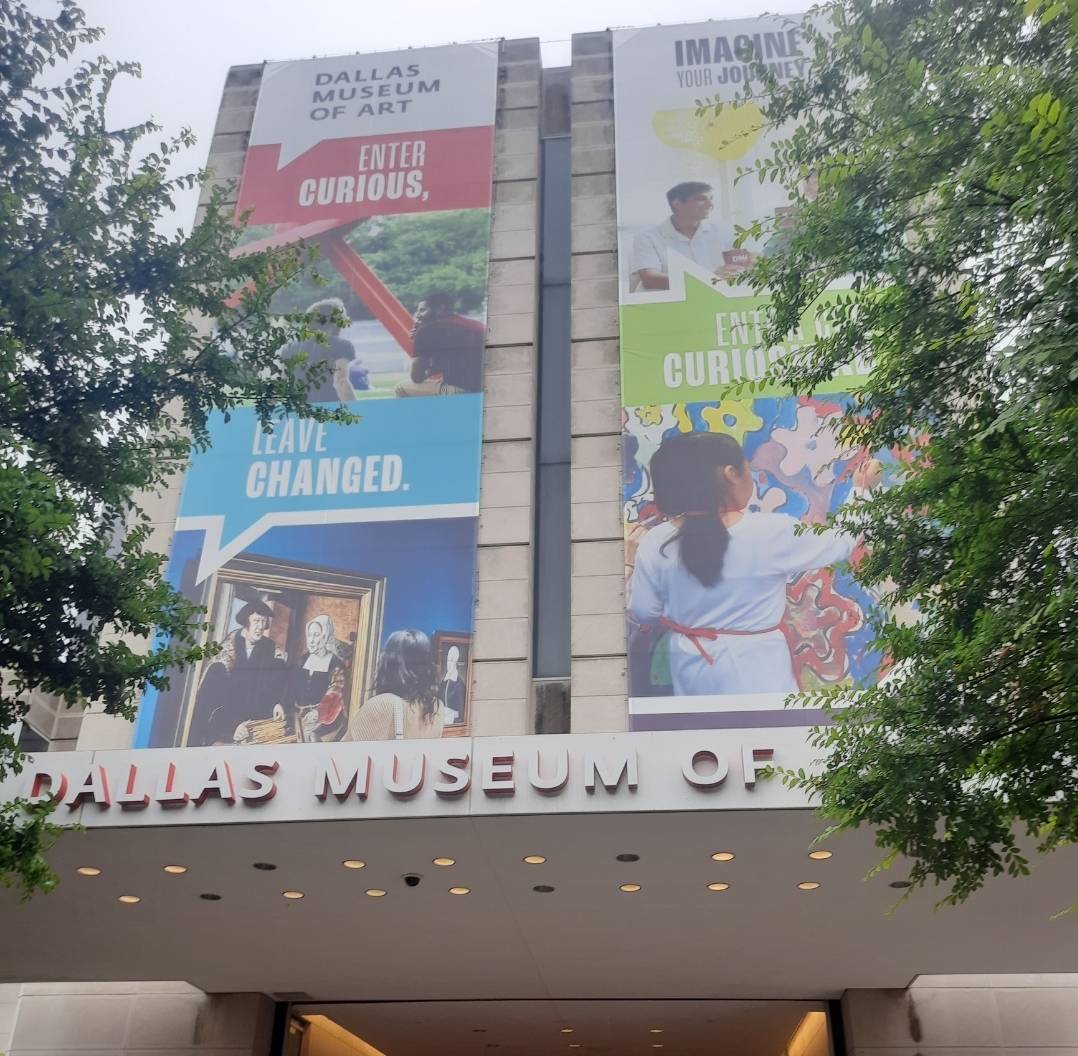 DALLAS
MUSEUM
OF ART
ENTER
CURIOUS,
LEAVE
CHANGED.
IMAGINE
YOUR JOURNEY
DALLAS MUSEUM OF